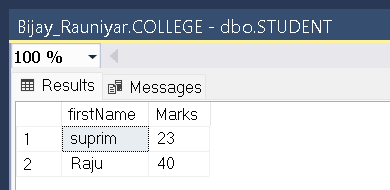 Bijay_Rauniyar.COLLEGE - dbo.STUDENT
100 %
Results Messages
firstName Marks
1 suprim 23
2 Raju 40